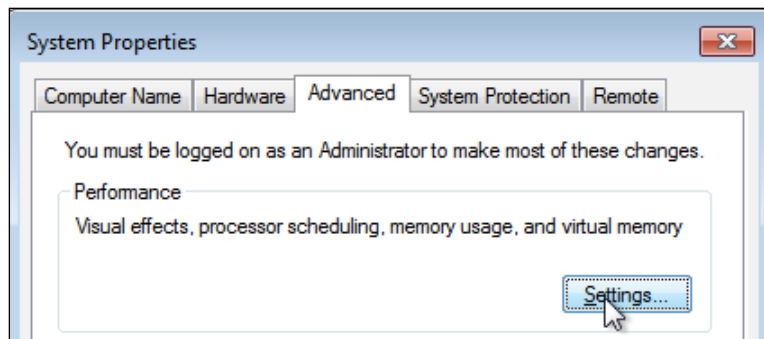 System Properties
Computer Name Hardware Advanced System Protection Remote
You must be logged on as an Administrator to make most of these changes.
Performance
Visual effects, processor scheduling, memory usage, and virtual memory
Settings...